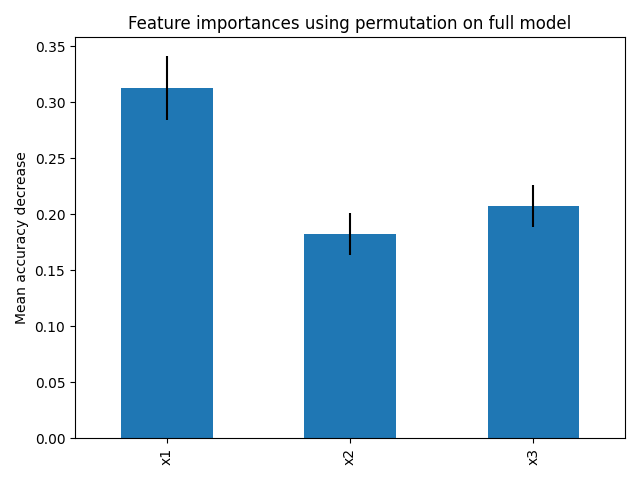 Feature importances using permutation on full model
Mean accuracy decrease
0.35
0.30
0.25
0.20
0.15
0.10
0.05
0.00
x1
x2
x3